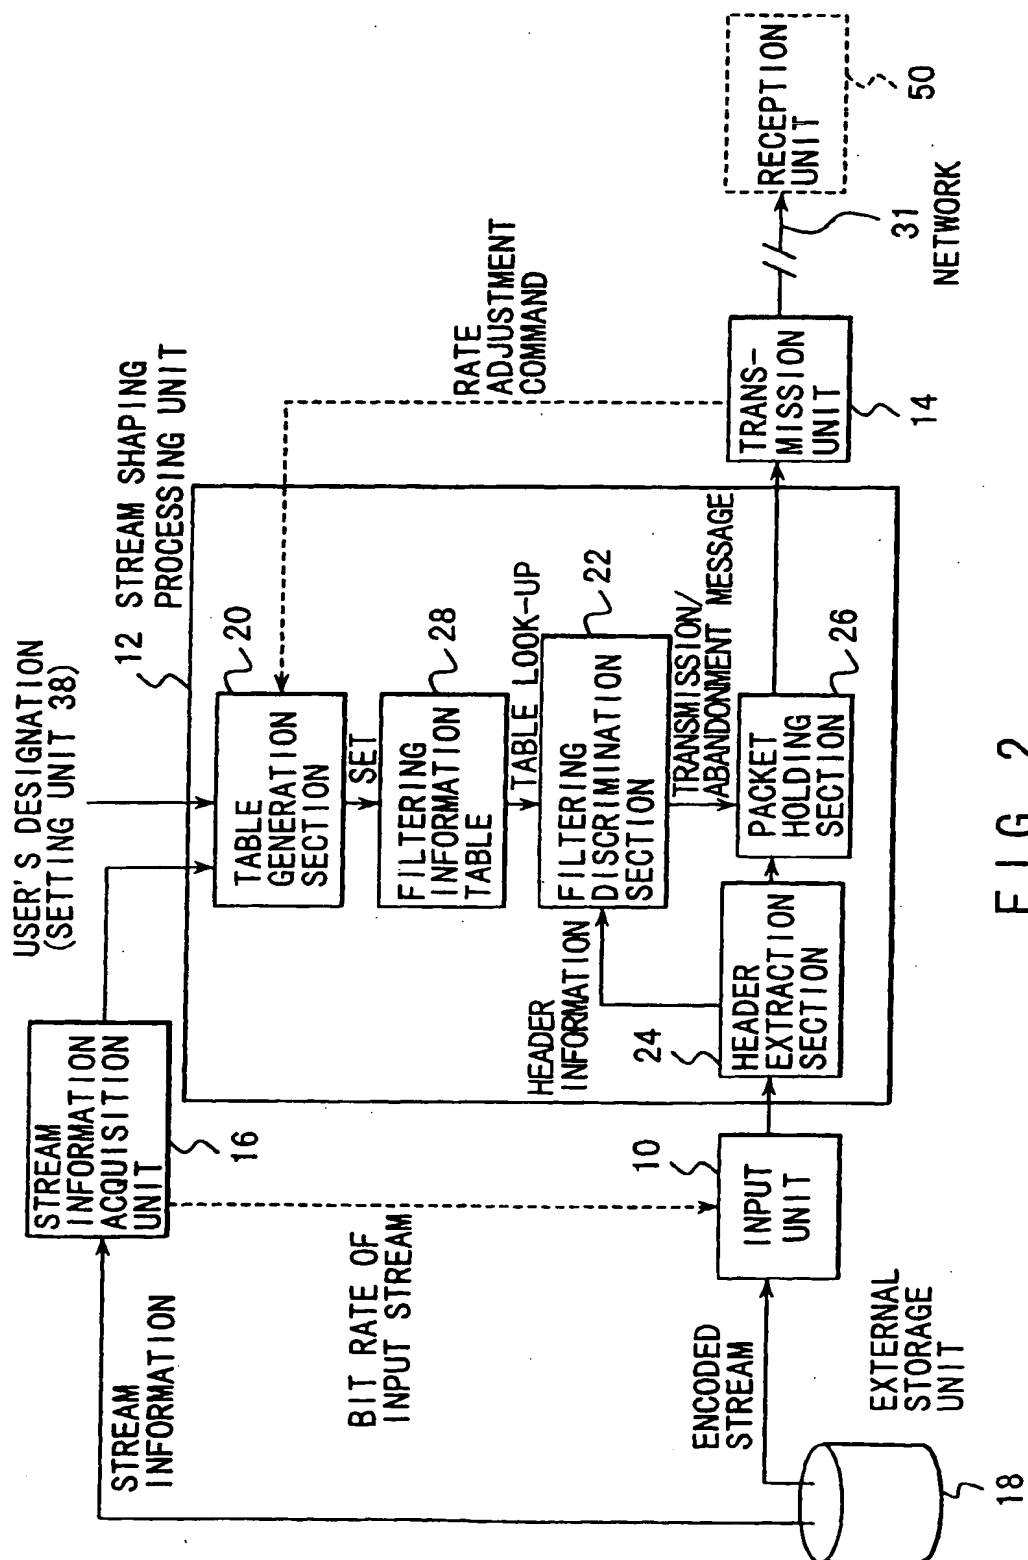 USER'S DESIGNATION
(SETTING UNIT 38)
12 STREAM SHAPING
PROCESSING UNIT
STREAM
INFORMATION
STREAM
INFORMATION
ACQUISITION
UNIT
16
20
TABLE
GENERATION
SECTION
SET
RATE
ADJUSTMENT
COMMAND
28
FILTERING
INFORMATION
TABLE
TABLE LOOK-UP
BIT RATE OF
INPUT STREAM
HEADER
INFORMATION
22
FILTERING
DISCRIMINATION
SECTION
TRANSMISSION/
ABANDONMENT MESSAGE
ENCODED
STREAM
10
INPUT
UNIT
24
HEADER
EXTRACTION
SECTION
PACKET
HOLDING
SECTION
26
TRANS-
MISSION
UNIT
14
31
NETWORK
RECEPTION
UNIT
50
EXTERNAL
STORAGE
UNIT
18
FIG. 2